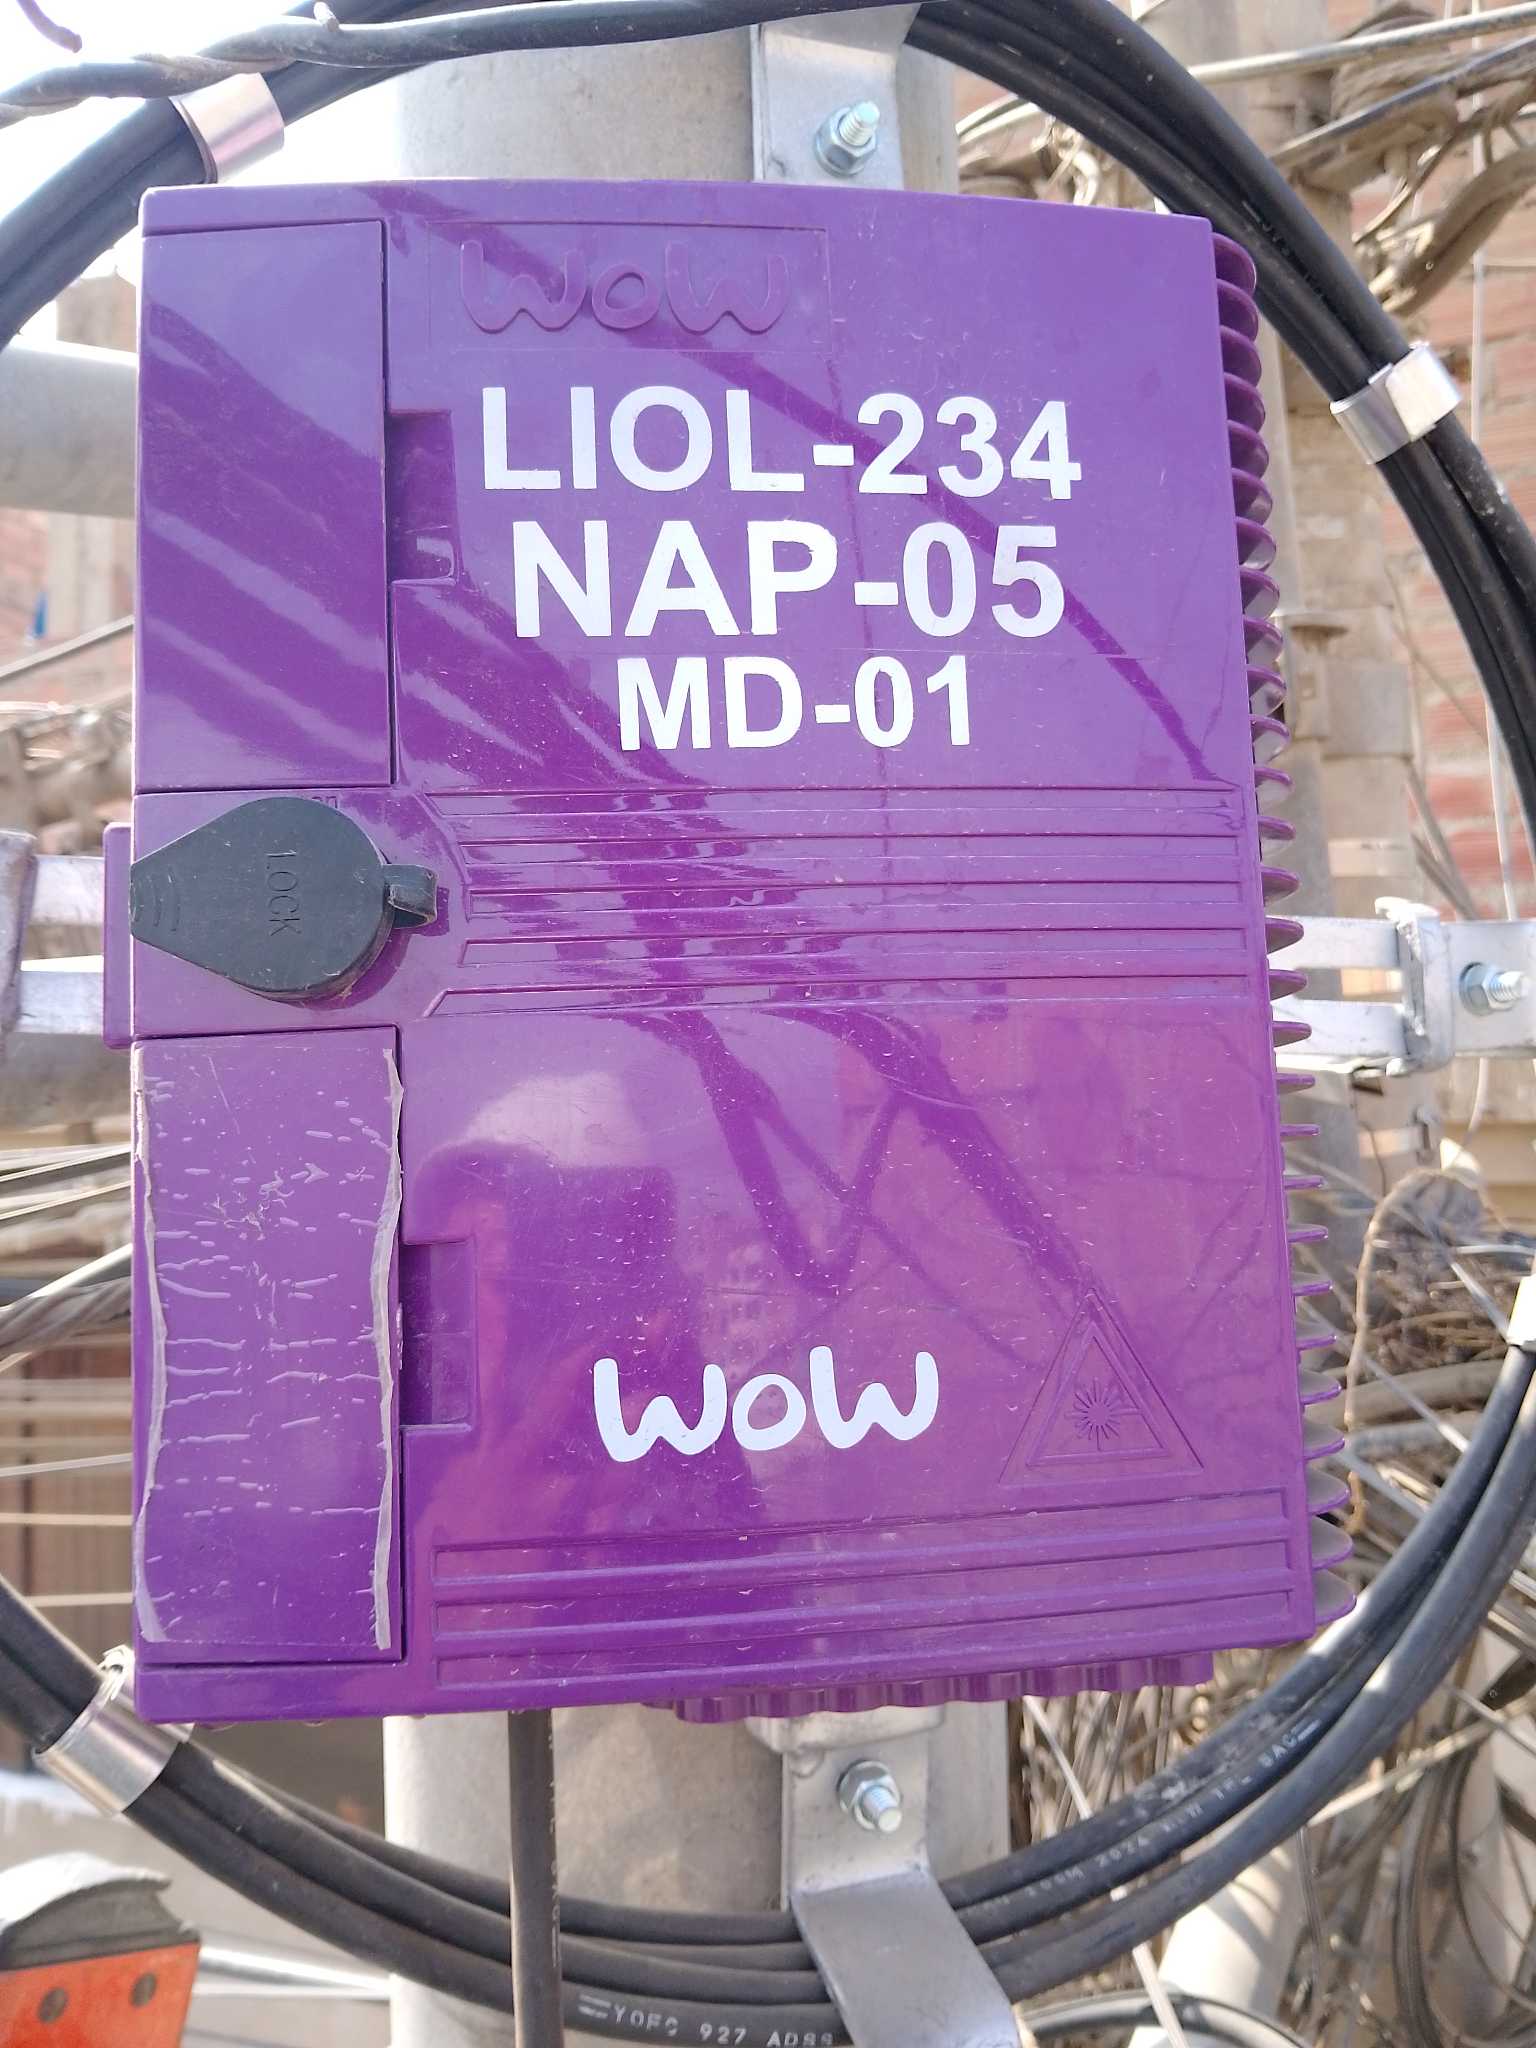 WOW
LIOL-234
NAP-05
MD-01
LOCK
WOW
YOFC 927 ADSS